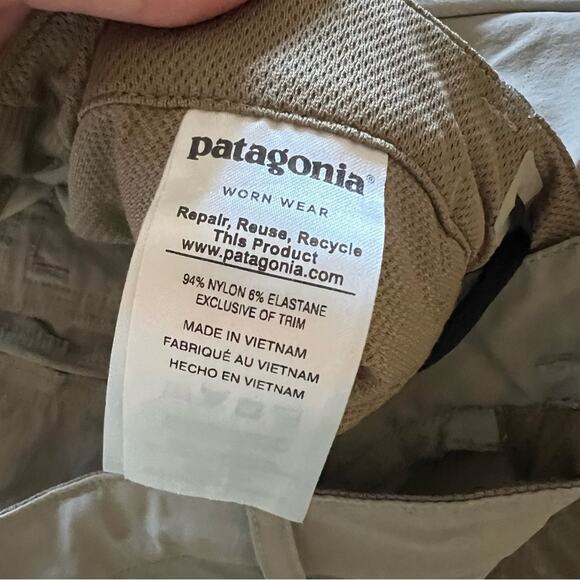 patagonia®
WORN WEAR
Repair, Reuse, Recycle
This Product
www.patagonia.com
94% NYLON 6% ELASTANE
EXCLUSIVE OF TRIM
MADE IN VIETNAM
FABRIQUÉ AU VIETNAM
HECHO EN VIETNAM